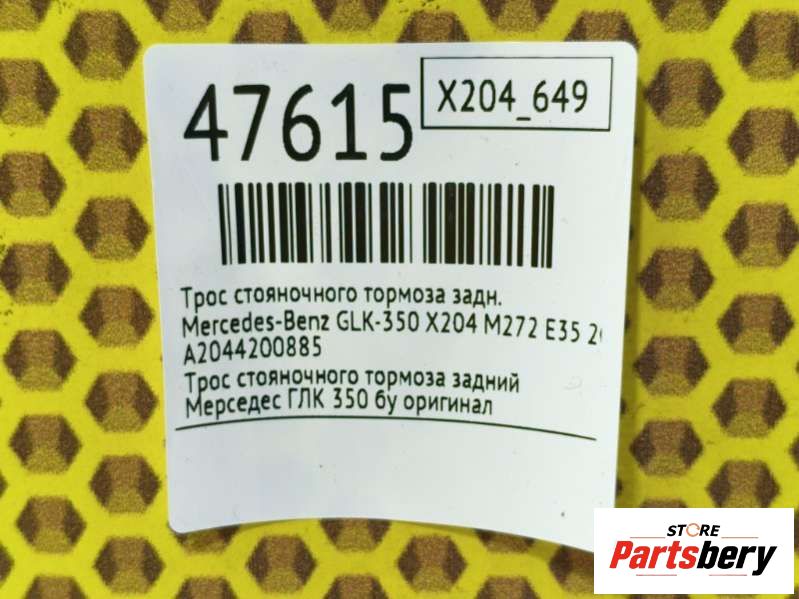 47615
X204_649
Трос стояночного тормоза задн.
Mercedes-Benz GLK-350 X204 M272 E35
A2044200885
Трос стояночного тормоза задний
Мерседес ГЛК 350 бу оригинал
STORE
Partsbery